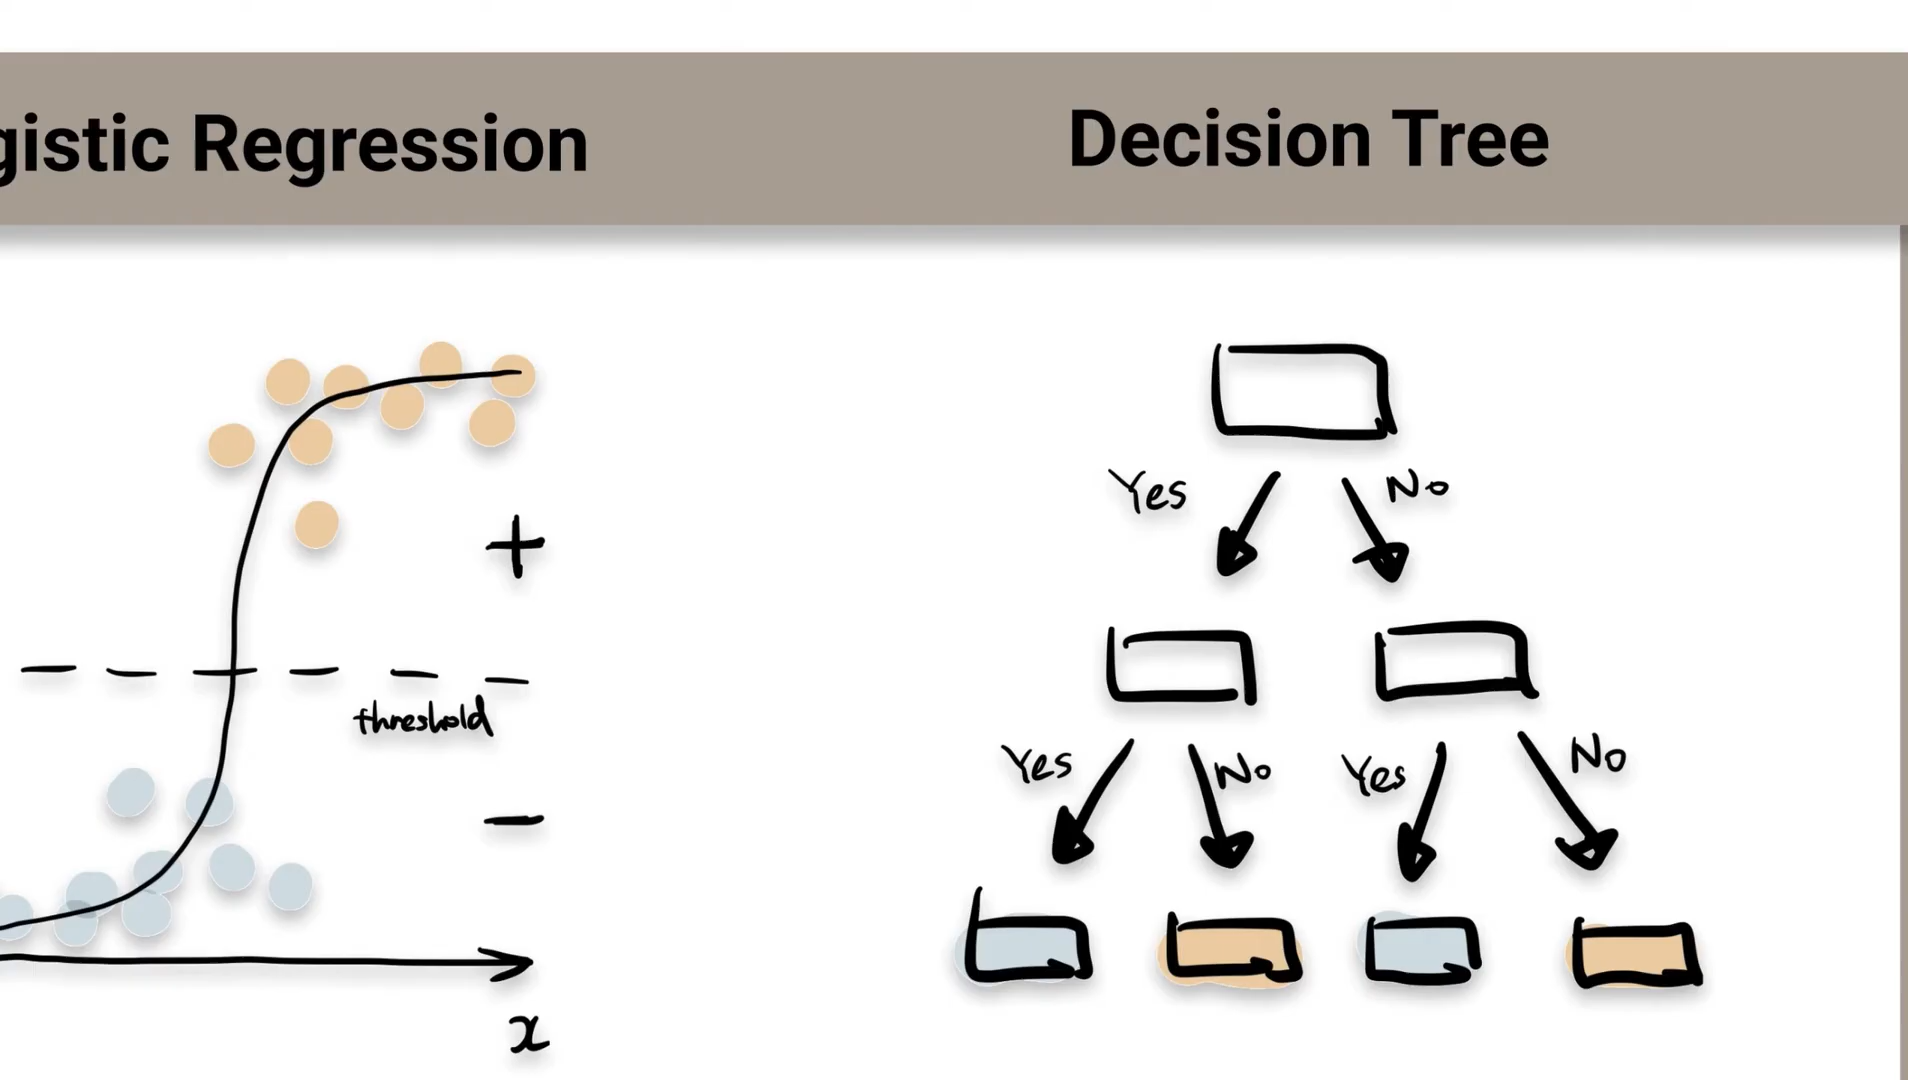 gistic Regression
Decision Tree
Yes
No
+
threshold
Yes
No
Yes
No
−
x